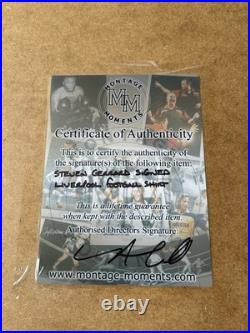 MONTAGE
MM
MOMENTS
Certificate of Authenticity
This is to certify the authenticity of
the signature(s) of the following item:
STEVEN GERRARD SIGNED
LIVERPOOL FOOTBALL SHIRT
This is a lifetime guarantee
when kept with the described item.
Authorised Directors Signature
www.montage-moments.com
thumbimg.com